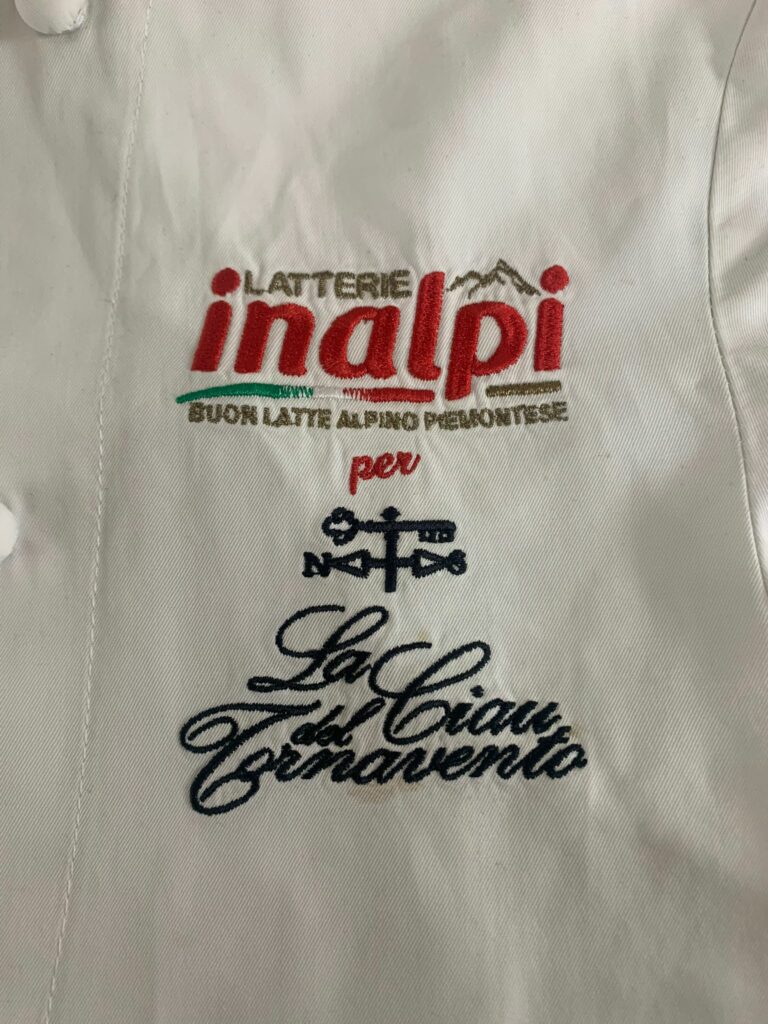 LATTERIE
inalpi
BUON LATTE ALPINO PIEMONTESE
per
N S
La Ciau
del
Tornavento